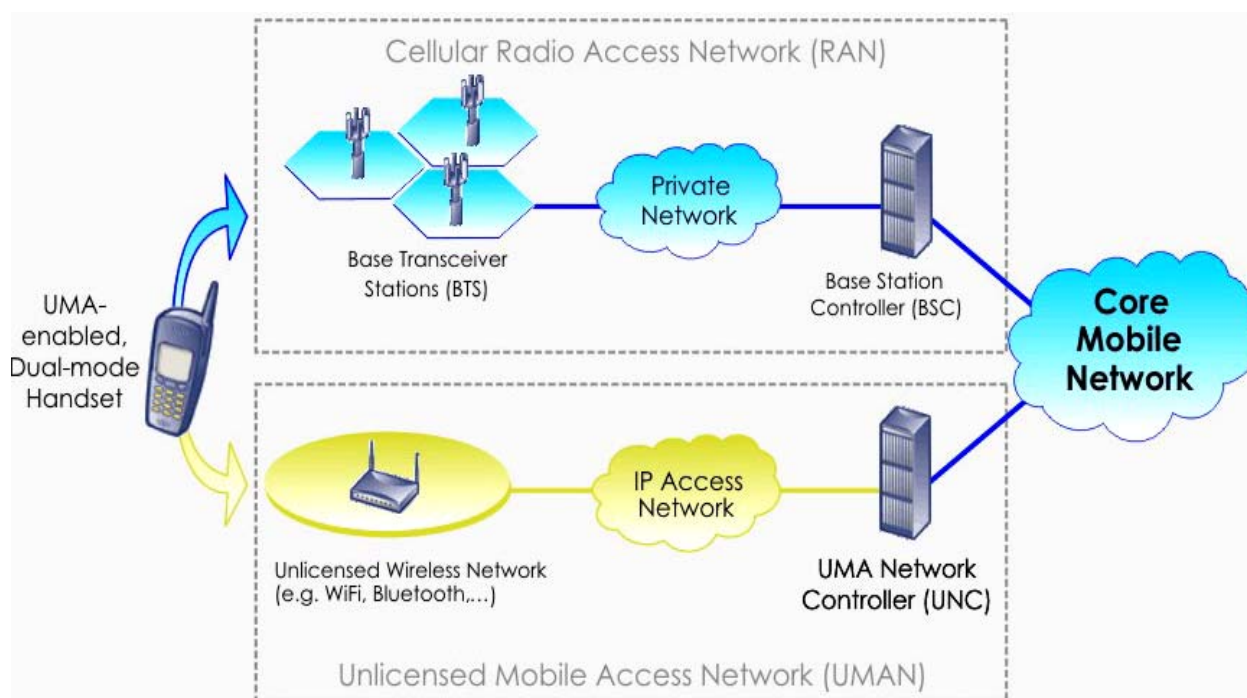 Cellular Radio Access Network (RAN)
Private
Network
Base Transceiver
Stations (BTS)
Base Station
Controller (BSC)
UMA-
enabled,
Dual-mode
Handset
Core
Mobile
Network
IP Access
Network
Unlicensed Wireless Network
(e.g. WiFi, Bluetooth,...)
UMA Network
Controller (UNC)
Unlicensed Mobile Access Network (UMAN)